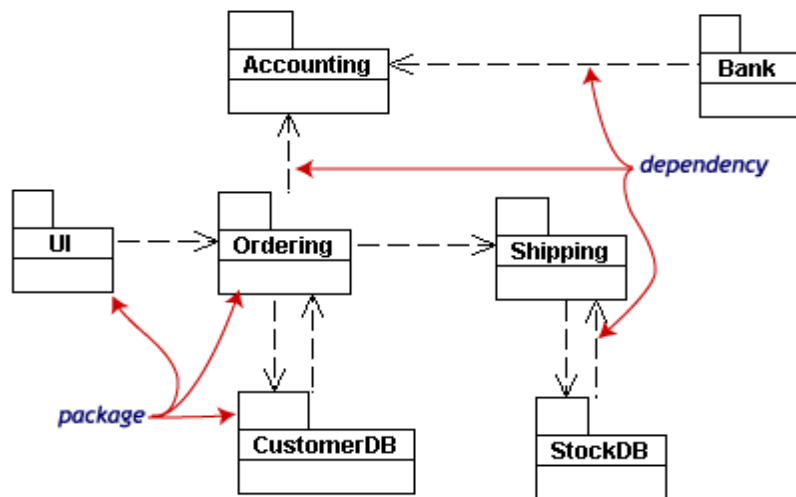 Accounting
Bank
dependency
UI
Ordering
Shipping
package
CustomerDB
StockDB